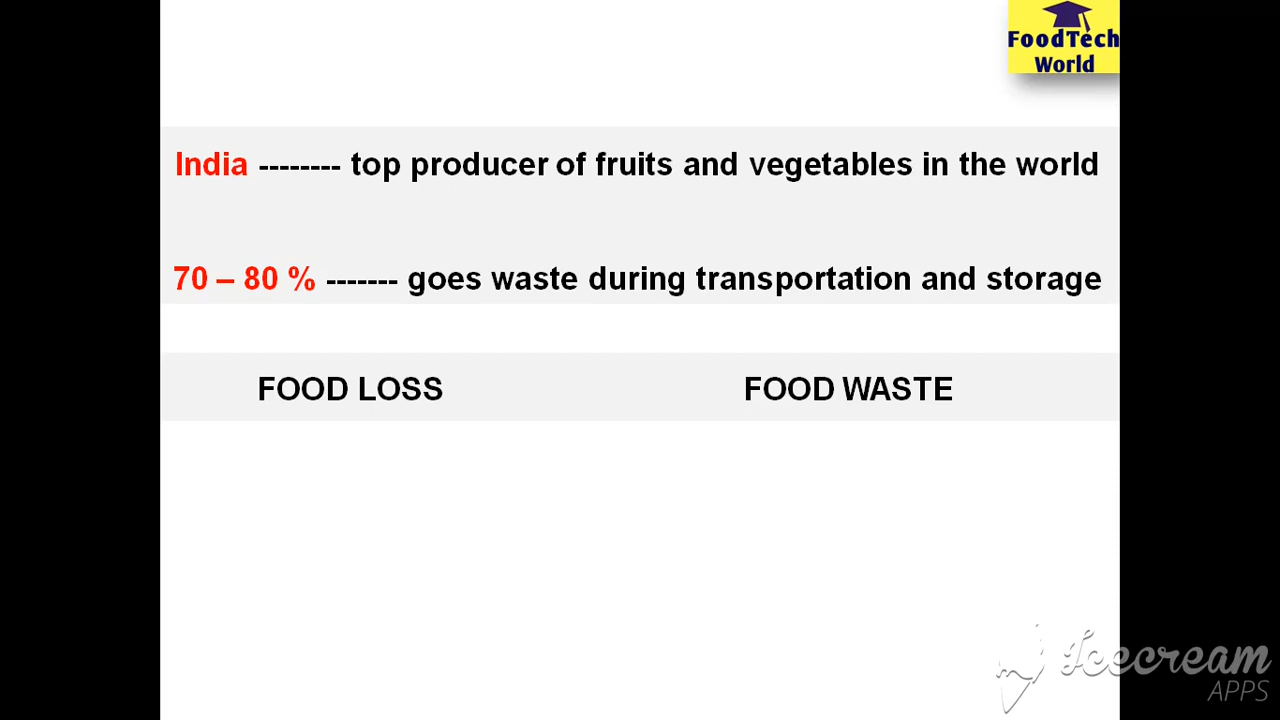 FoodTech
World
India -------- top producer of fruits and vegetables in the world
70 – 80 % ------- goes waste during transportation and storage
FOOD LOSS FOOD WASTE
Icecream
APPS